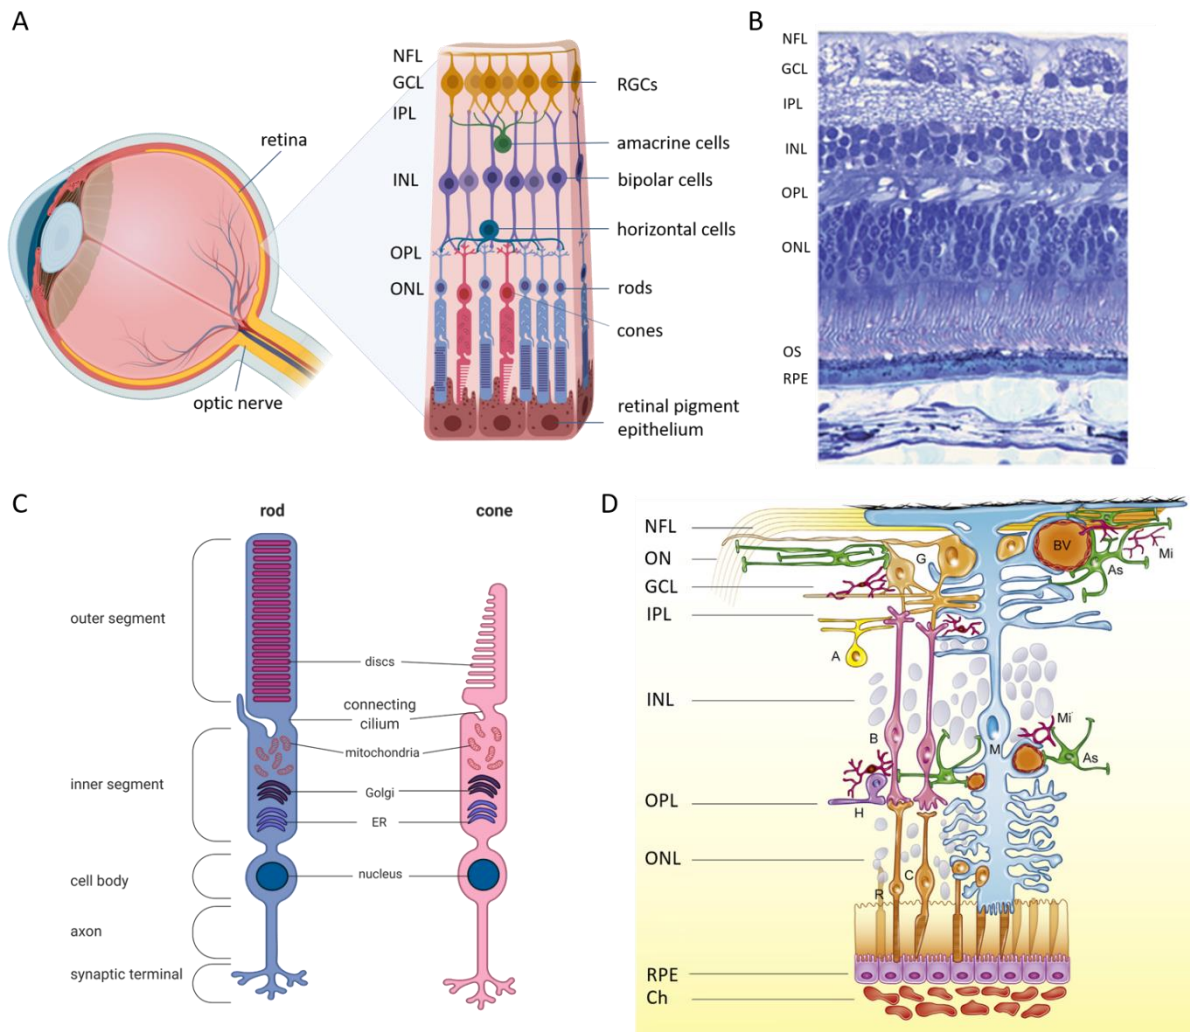 A
NFL
GCL
IPL
INL
OPL
ONL
RGCs
amacrine cells
bipolar cells
horizontal cells
rods
cones
retinal pigment
epithelium
retina
optic nerve
B
NFL
GCL
IPL
INL
OPL
ONL
OS
RPE
C
rod
cone
outer segment
discs
connecting
cilium
mitochondria
inner segment
Golgi
ER
cell body
nucleus
axon
synaptic terminal
D
NFL
ON
GCL
IPL
INL
OPL
ONL
RPE
Ch
G
BV
Mi
As
A
B
M
Mi
As
H
C
R